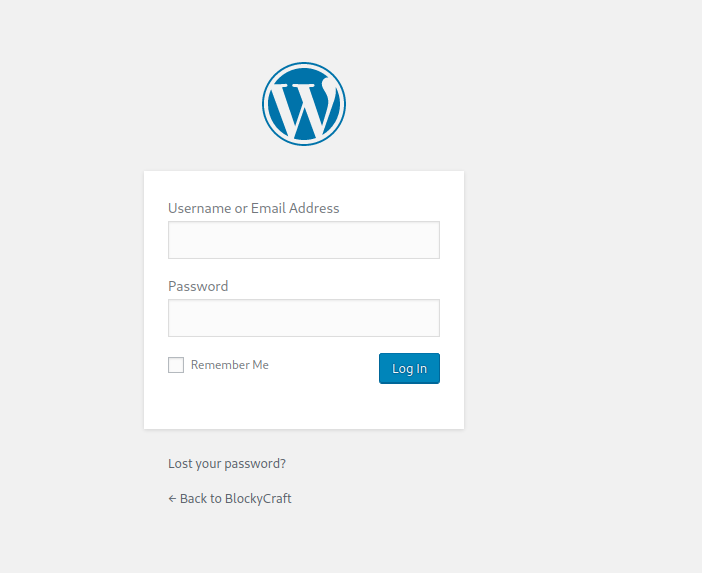 Username or Email Address
Password
Remember Me
Log In
Lost your password?
← Back to BlockyCraft